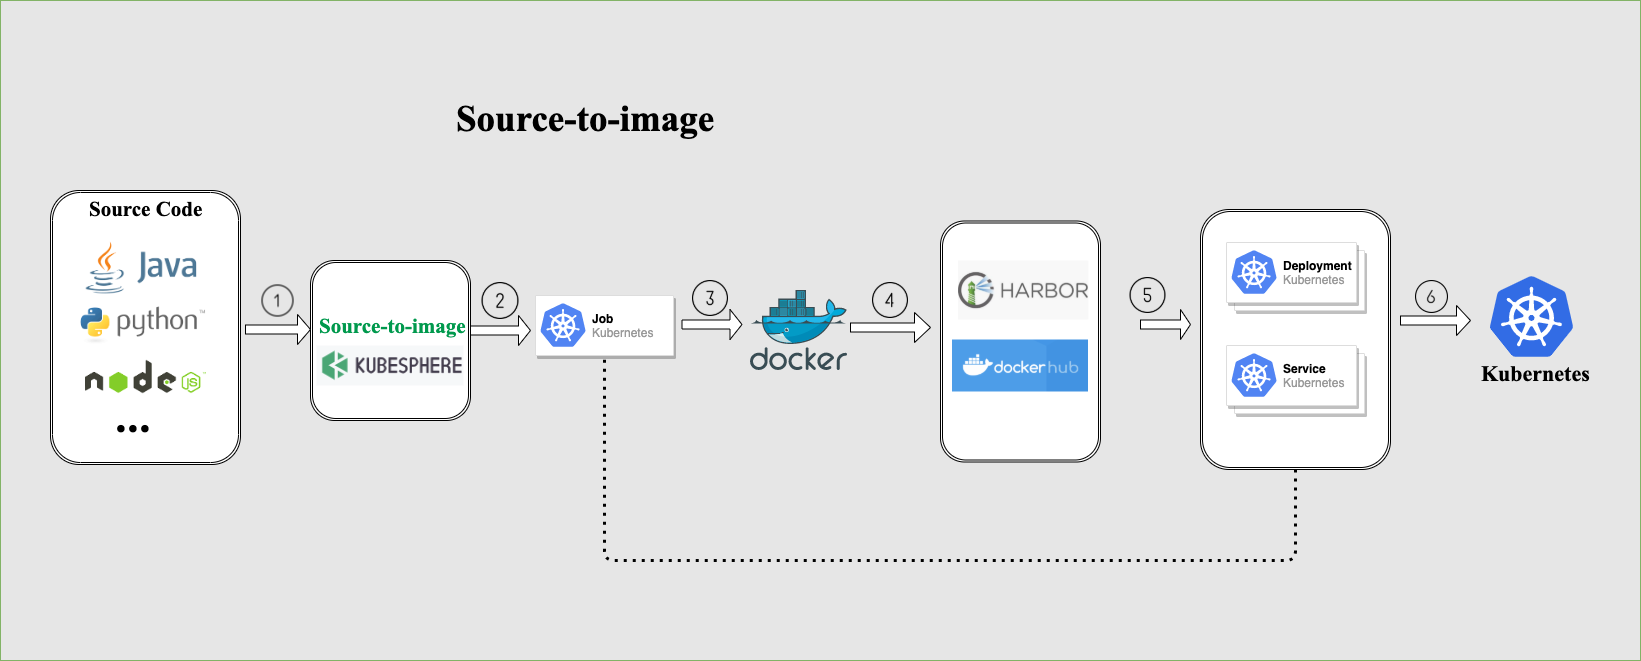 Source-to-image
Source Code
Java
python™
node
JS
...
1
Source-to-image
KUBESPHERE
2
Job
Kubernetes
3
docker
4
HARBOR
docker hub
5
Deployment
Kubernetes
Service
Kubernetes
6
Kubernetes